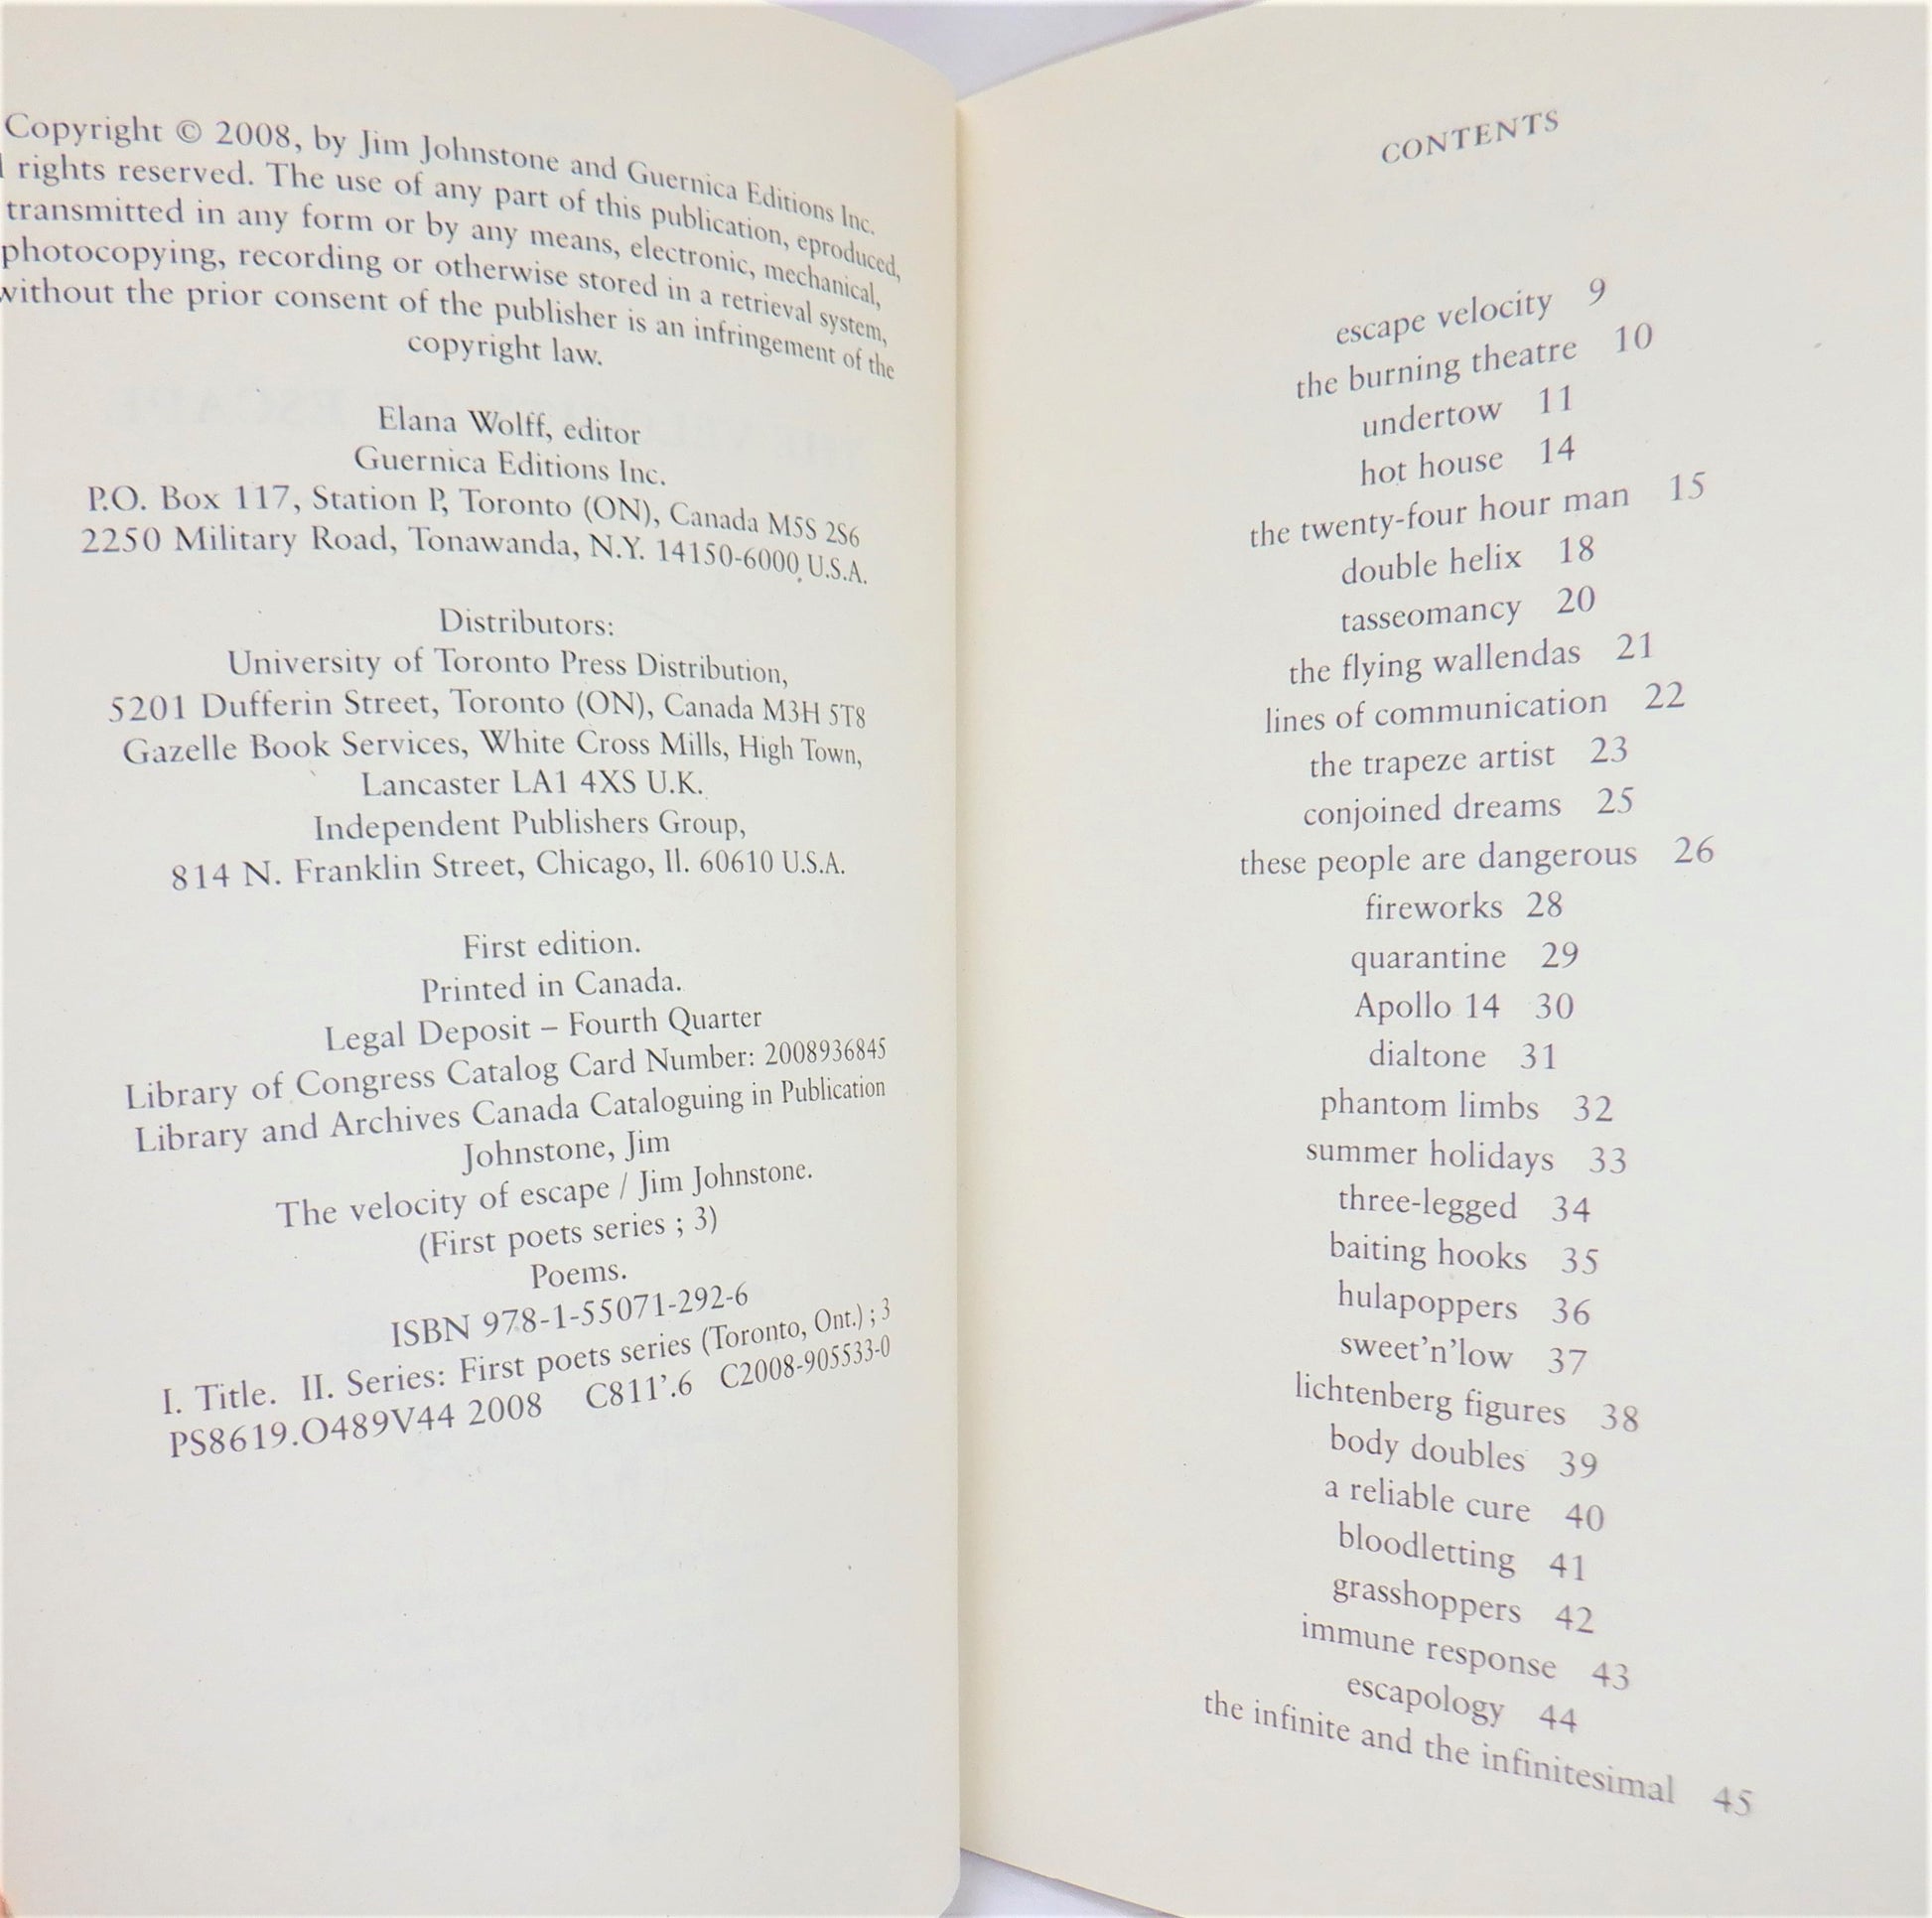 Copyright © 2008, by Jim Johnstone and Guernica Editions Inc.
rights reserved. The use of any part of this publication, eproduced,
transmitted in any form or by any means, electronic, mechanical,
photocopying, recording or otherwise stored in a retrieval system,
without the prior consent of the publisher is an infringement of the
copyright law.
Elana Wolff, editor
Guernica Editions Inc.
P.O. Box 117, Station P, Toronto (ON), Canada M5S 2S6
2250 Military Road, Tonawanda, N.Y. 14150-6000 U.S.A.
Distributors:
University of Toronto Press Distribution,
5201 Dufferin Street, Toronto (ON), Canada M3H 5T8
Gazelle Book Services, White Cross Mills, High Town,
Lancaster LA1 4XS U.K.
Independent Publishers Group,
814 N. Franklin Street, Chicago, Il. 60610 U.S.A.
First edition.
Printed in Canada.
Legal Deposit – Fourth Quarter
Library of Congress Catalog Card Number: 2008936845
Library and Archives Canada Cataloguing in Publication
Johnstone, Jim
The velocity of escape / Jim Johnstone.
(First poets series ; 3)
Poems.
ISBN 978-1-55071-292-6
I. Title. II. Series: First poets series (Toronto, Ont.) ; 3
PS8619.O489V44 2008 C811'.6 C2008-905533-0
CONTENTS
escape velocity 9
the burning theatre 10
undertow 11
hot house 14
the twenty-four hour man 15
double helix 18
tasseomancy 20
the flying wallendas 21
lines of communication 22
the trapeze artist 23
conjoined dreams 25
these people are dangerous 26
fireworks 28
quarantine 29
Apollo 14 30
dialtone 31
phantom limbs 32
summer holidays 33
three-legged 34
baiting hooks 35
hulapoppers 36
sweet'n'low 37
lichtenberg figures 38
body doubles 39
a reliable cure 40
bloodletting 41
grasshoppers 42
immune response 43
escapology 44
the infinite and the infinitesimal 45